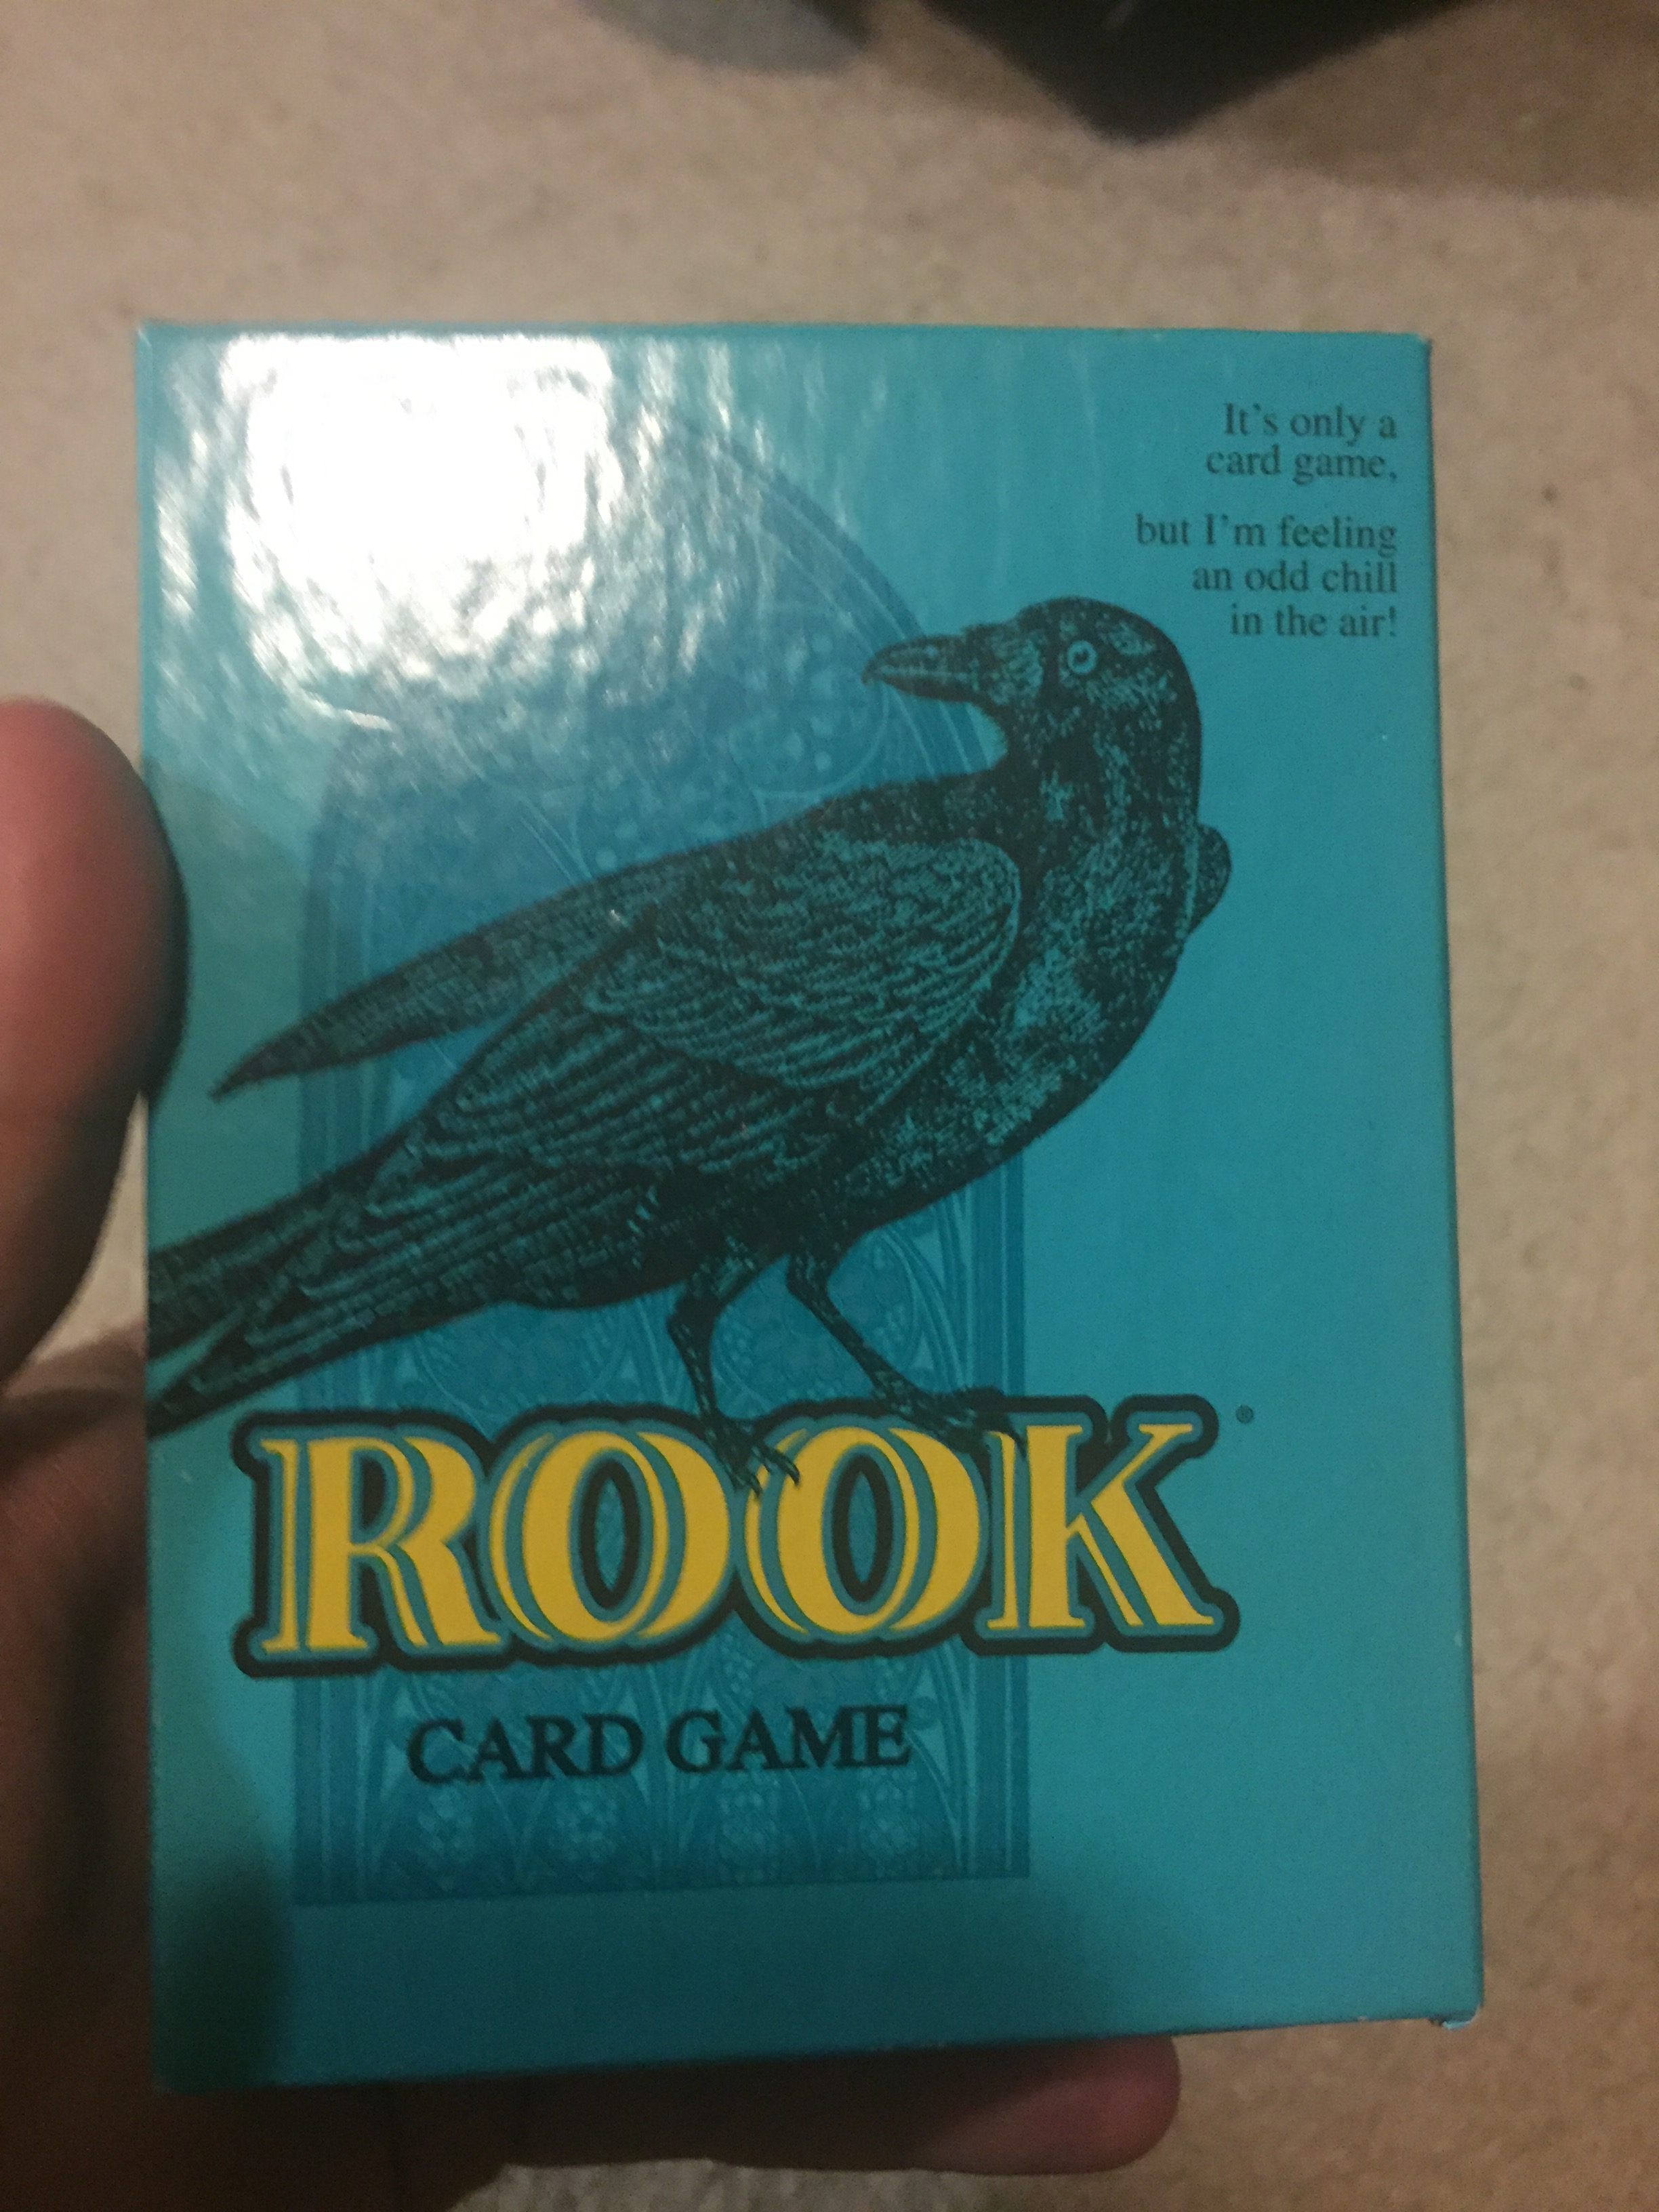 It's only a
card game,
but I'm feeling
an odd chill
in the air!
ROOK®
CARD GAME